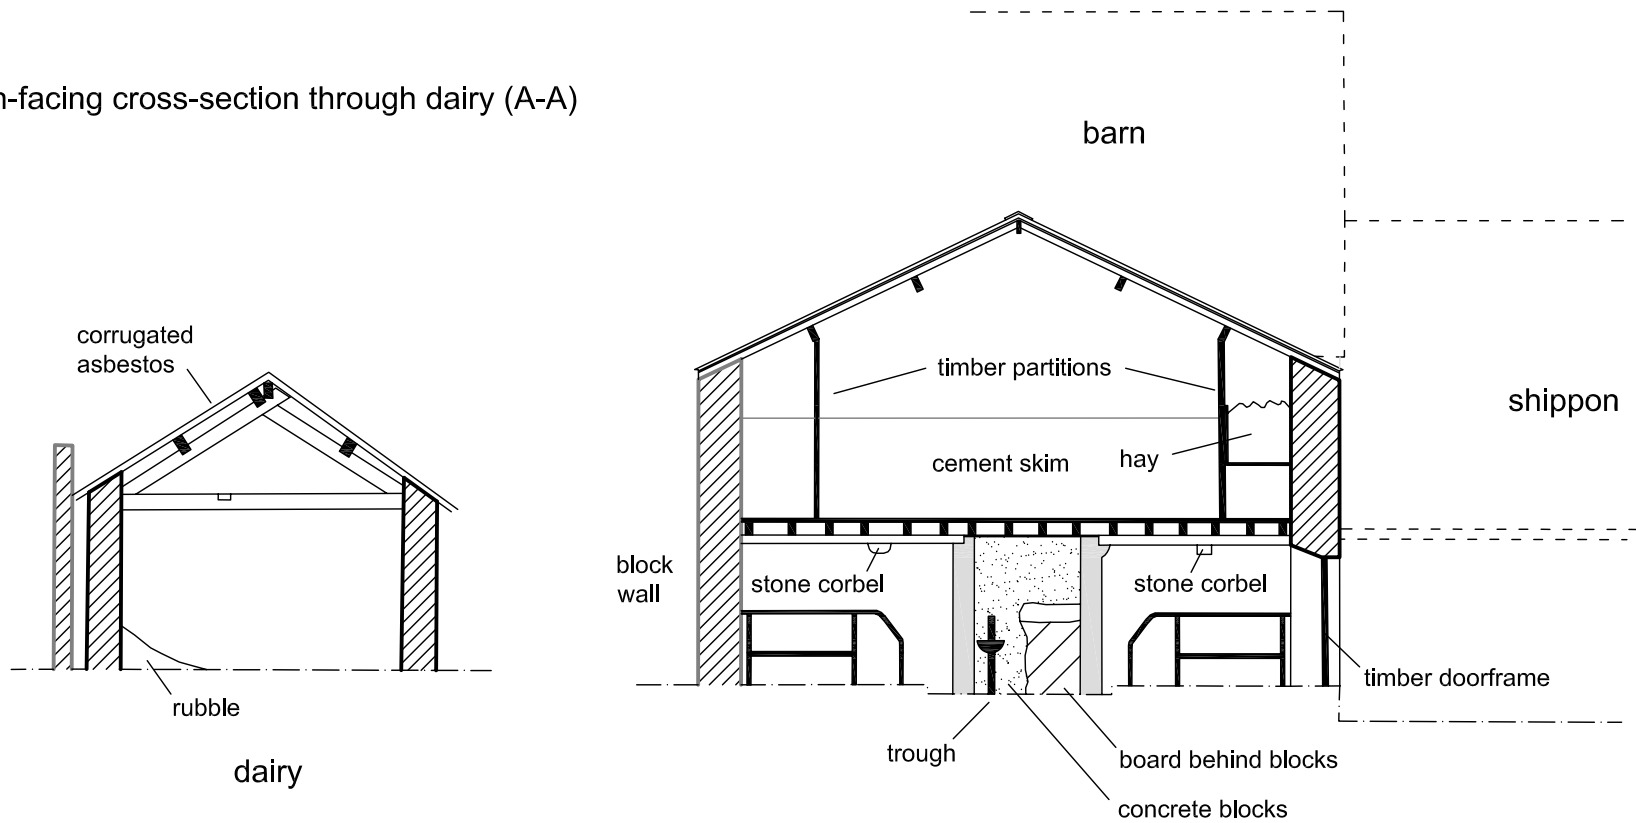 -facing cross-section through dairy (A-A)
barn
corrugated
asbestos
timber partitions
shippon
cement skim
hay
block
wall
stone corbel
stone corbel
timber doorframe
rubble
trough
board behind blocks
dairy
concrete blocks